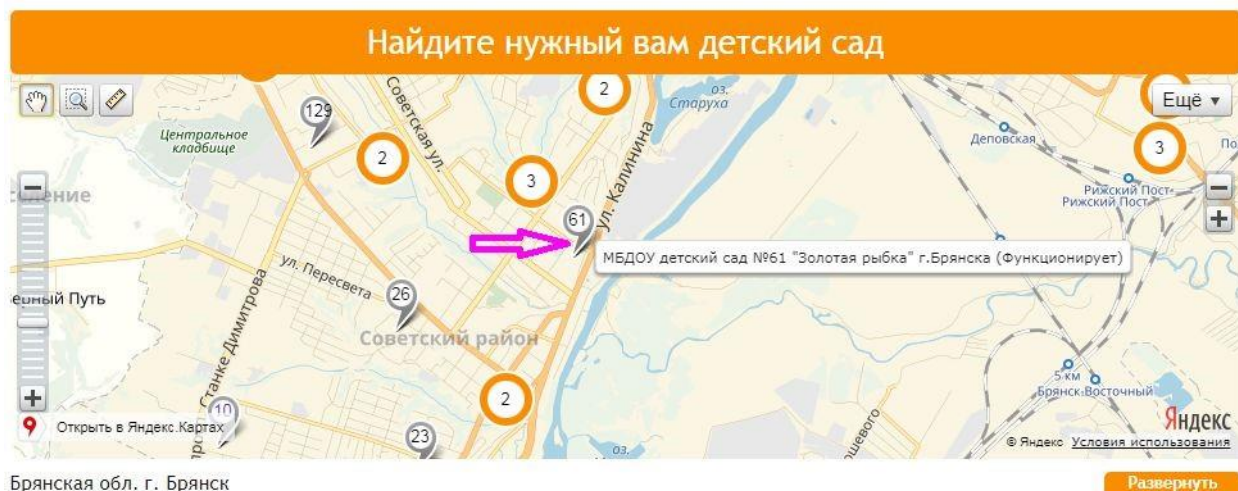 Найдите нужный вам детский сад
2
оз.
Старуха
Ещё
129
Советская ул.
Центральное
кладбище
2
Деповская
3
3
ул. Калинина
Рижский Пост
Рижский Пост
61
МБДОУ детский сад №61 "Золотая рыбка" г.Брянска (Функционирует)
ул. Пересвета
26
Советский район
Станке Димитрова
2
5 км
Брянск-Восточный
10
Открыть в Яндекс.Картах
23
оз.
Яндекс
© Яндекс Условия использования
Брянская обл. г. Брянск
Развернуть